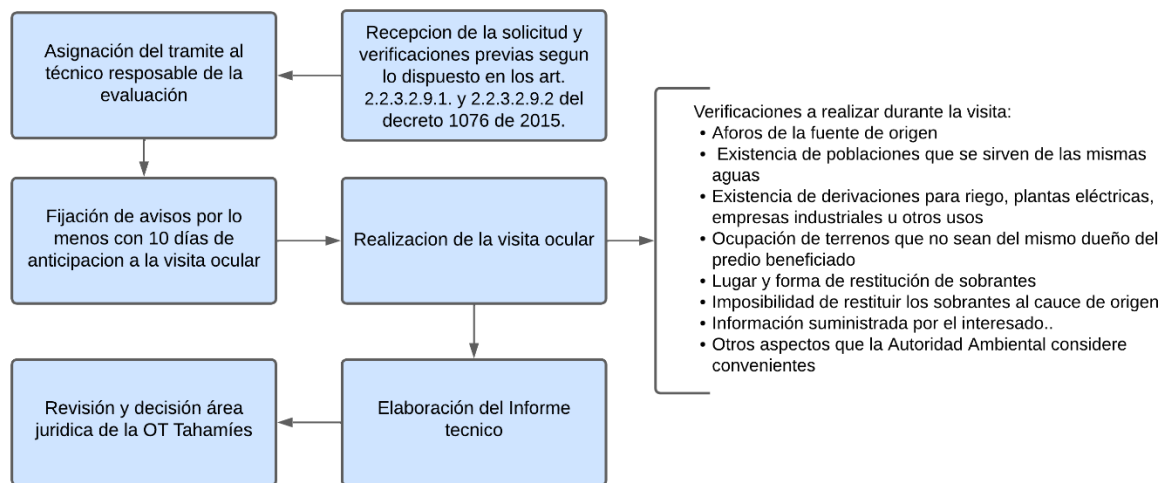 Recepcion de la solicitud y
verificaciones previas segun
lo dispuesto en los art.
2.2.3.2.9.1. y 2.2.3.2.9.2 del
decreto 1076 de 2015.
Asignación del tramite al
técnico resposable de la
evaluación
Fijación de avisos por lo
menos con 10 días de
anticipacion a la visita ocular
Realizacion de la visita ocular
Verificaciones a realizar durante la visita:
• Aforos de la fuente de origen
• Existencia de poblaciones que se sirven de las mismas
aguas
• Existencia de derivaciones para riego, plantas eléctricas,
empresas industriales u otros usos
• Ocupación de terrenos que no sean del mismo dueño del
predio beneficiado
• Lugar y forma de restitución de sobrantes
• Imposibilidad de restituir los sobrantes al cauce de origen
• Información suministrada por el interesado..
• Otros aspectos que la Autoridad Ambiental considere
convenientes
Elaboración del Informe
tecnico
Revisión y decisión área
juridica de la OT Tahamíes